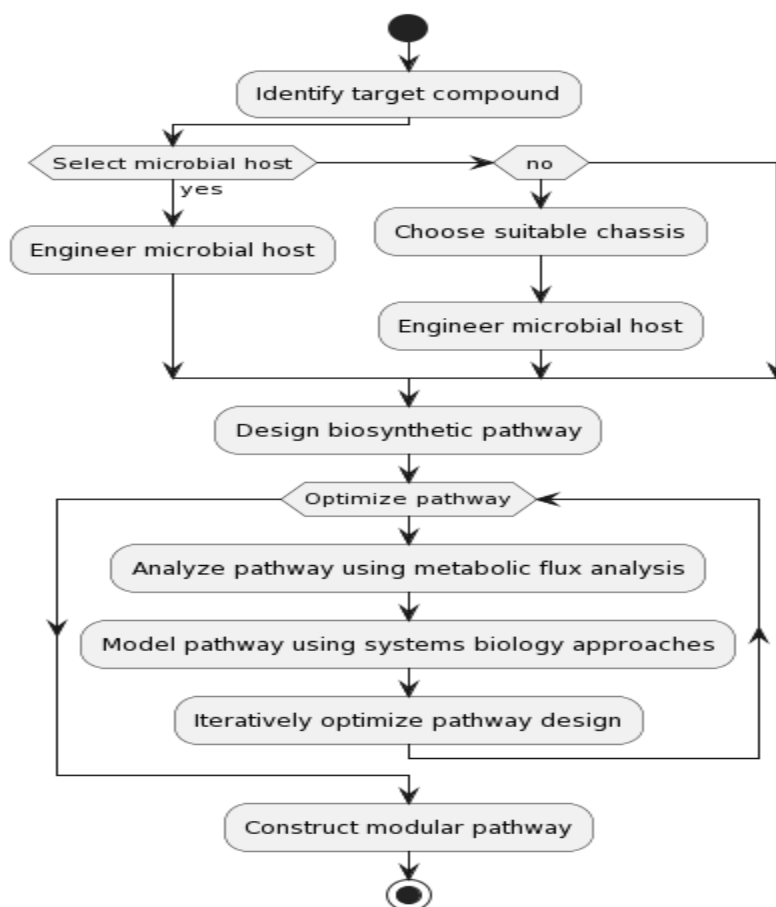 Identify target compound
Select microbial host
no
yes
Engineer microbial host
Choose suitable chassis
Engineer microbial host
Design biosynthetic pathway
Optimize pathway
Analyze pathway using metabolic flux analysis
Model pathway using systems biology approaches
Iteratively optimize pathway design
Construct modular pathway